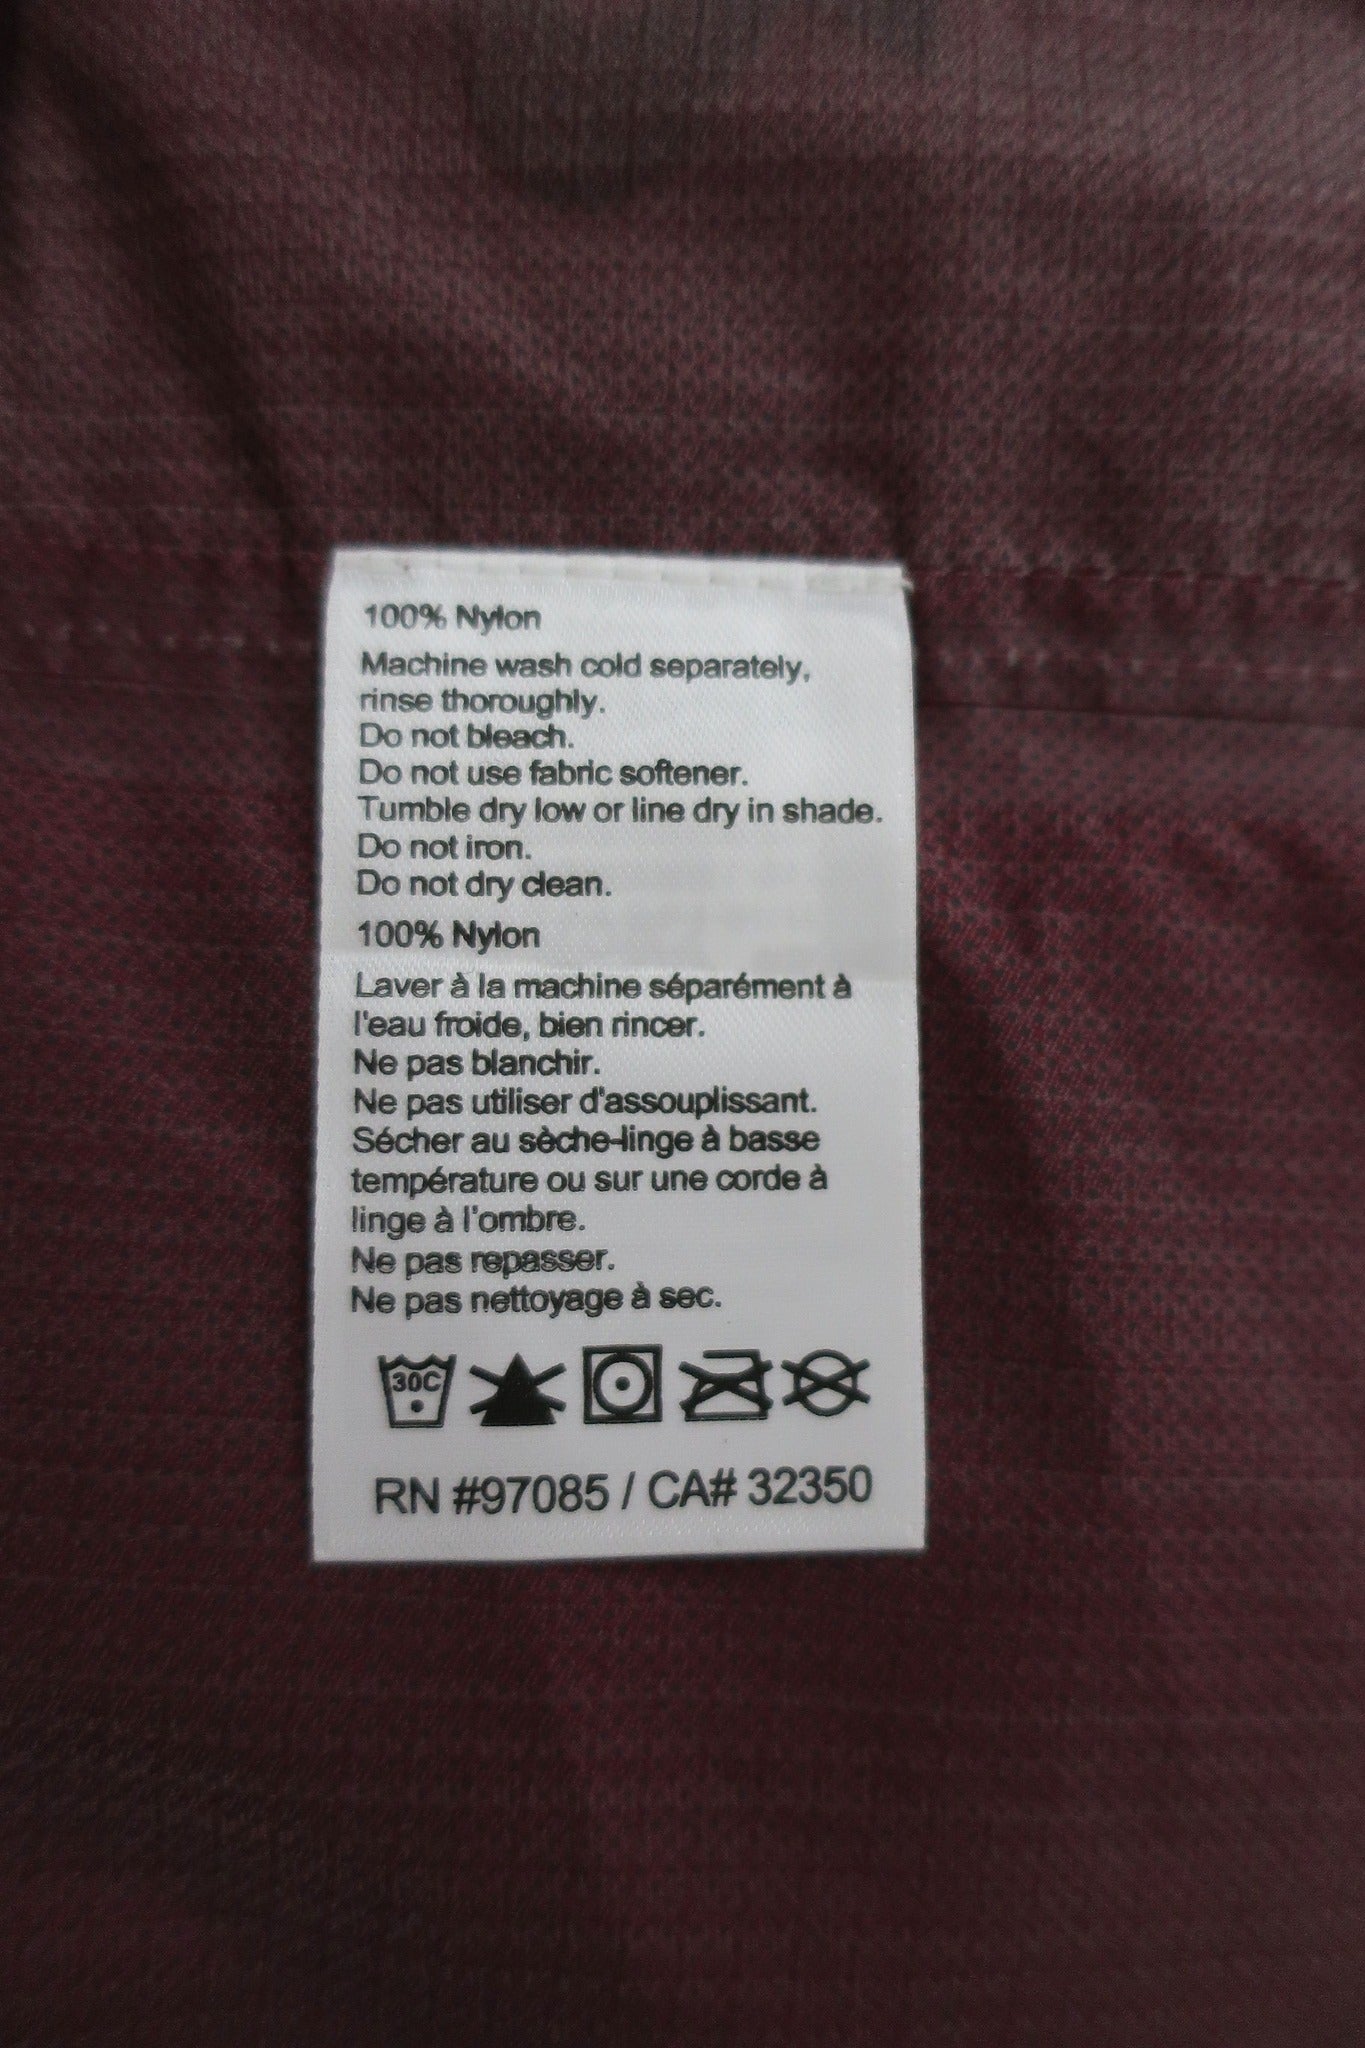 100% Nylon
Machine wash cold separately,
rinse thoroughly.
Do not bleach.
Do not use fabric softener.
Tumble dry low or line dry in shade.
Do not iron.
Do not dry clean.
100% Nylon
Laver à la machine séparément à
l'eau froide, bien rincer.
Ne pas blanchir.
Ne pas utiliser d'assouplissant.
Sécher au sèche-linge à basse
température ou sur une corde à
linge à l'ombre.
Ne pas repasser.
Ne pas nettoyage à sec.
30C
RN #97085 / CA# 32350